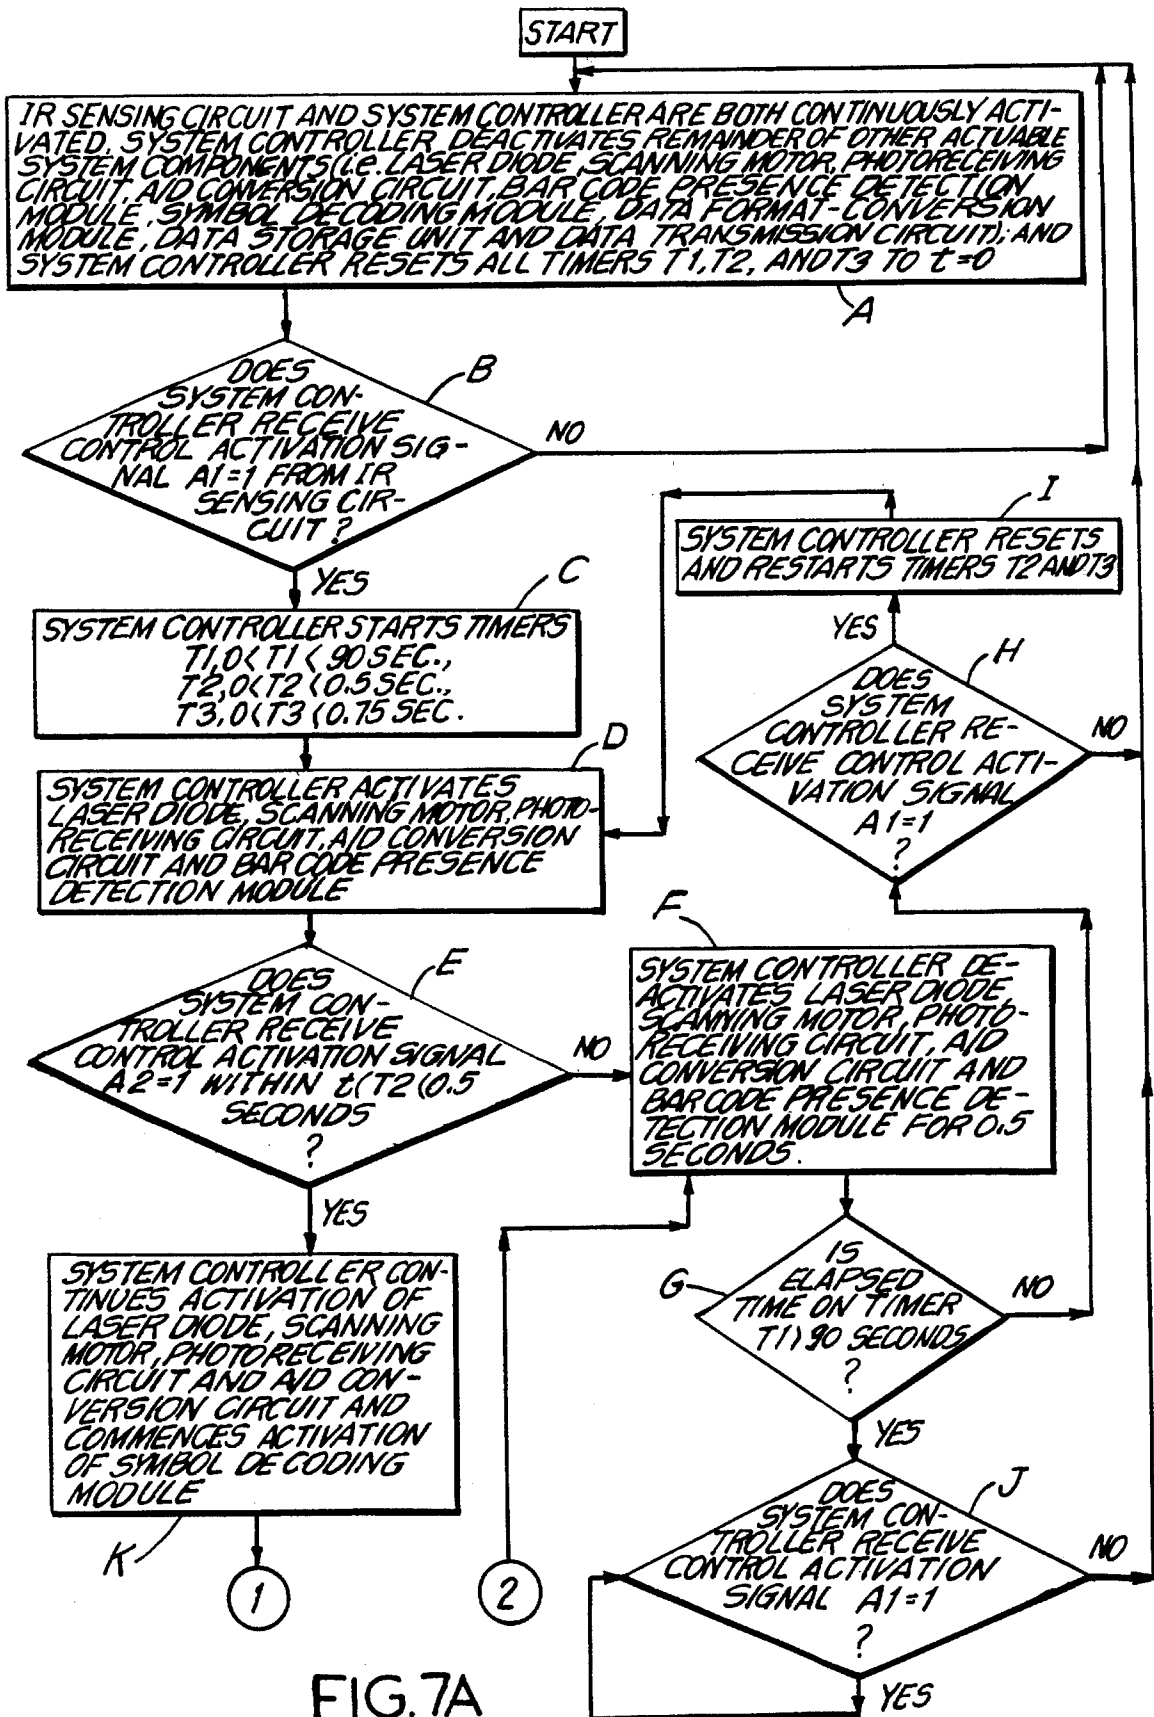 START
IR SENSING CIRCUIT AND SYSTEM CONTROLLER ARE BOTH CONTINUOUSLY ACTI-
VATED. SYSTEM CONTROLLER DEACTIVATES REMAINDER OF OTHER ACTUABLE
SYSTEM COMPONENTS (i.e. LASER DIODE, SCANNING MOTOR, PHOTORECEIVING
CIRCUIT, A/D CONVERSION CIRCUIT, BAR CODE PRESENCE DETECTION
MODULE, SYMBOL DECODING MODULE, DATA FORMAT-CONVERSION
MODULE, DATA STORAGE UNIT AND DATA TRANSMISSION CIRCUIT); AND
SYSTEM CONTROLLER RESETS ALL TIMERS T1, T2, AND T3 TO t=0
A
DOES
SYSTEM CON-
TROLLER RECEIVE
CONTROL ACTIVATION SIG-
NAL A1=1 FROM IR
SENSING CIR-
CUIT ?
B
NO
YES
C
SYSTEM CONTROLLER STARTS TIMERS
T1, 0<T1<90 SEC.,
T2, 0<T2<0.5 SEC.,
T3, 0<T3<0.75 SEC.
I
SYSTEM CONTROLLER RESETS
AND RESTARTS TIMERS T2 AND T3
YES
H
DOES
SYSTEM
CONTROLLER RE-
CEIVE CONTROL ACTI-
VATION SIGNAL
A1=1
?
NO
D
SYSTEM CONTROLLER ACTIVATES
LASER DIODE, SCANNING MOTOR, PHOTO-
RECEIVING CIRCUIT, A/D CONVERSION
CIRCUIT AND BAR CODE PRESENCE
DETECTION MODULE
E
DOES
SYSTEM CON-
TROLLER RECEIVE
CONTROL ACTIVATION SIGNAL
A2=1 WITHIN t<T2<0.5
SECONDS
?
NO
YES
F
SYSTEM CONTROLLER DE-
ACTIVATES LASER DIODE,
SCANNING MOTOR, PHOTO-
RECEIVING CIRCUIT, A/D
CONVERSION CIRCUIT AND
BAR CODE PRESENCE DE-
TECTION MODULE FOR 0.5
SECONDS.
G
IS
ELAPSED
TIME ON TIMER
T1>90 SECONDS
?
NO
YES
SYSTEM CONTROLLER CON-
TINUES ACTIVATION OF
LASER DIODE, SCANNING
MOTOR, PHOTORECEIVING
CIRCUIT AND A/D CON-
VERSION CIRCUIT AND
COMMENCES ACTIVATION
OF SYMBOL DECODING
MODULE
K
1
2
J
DOES
SYSTEM CON-
TROLLER RECEIVE
CONTROL ACTIVATION
SIGNAL A1=1
?
NO
YES
FIG. 7A